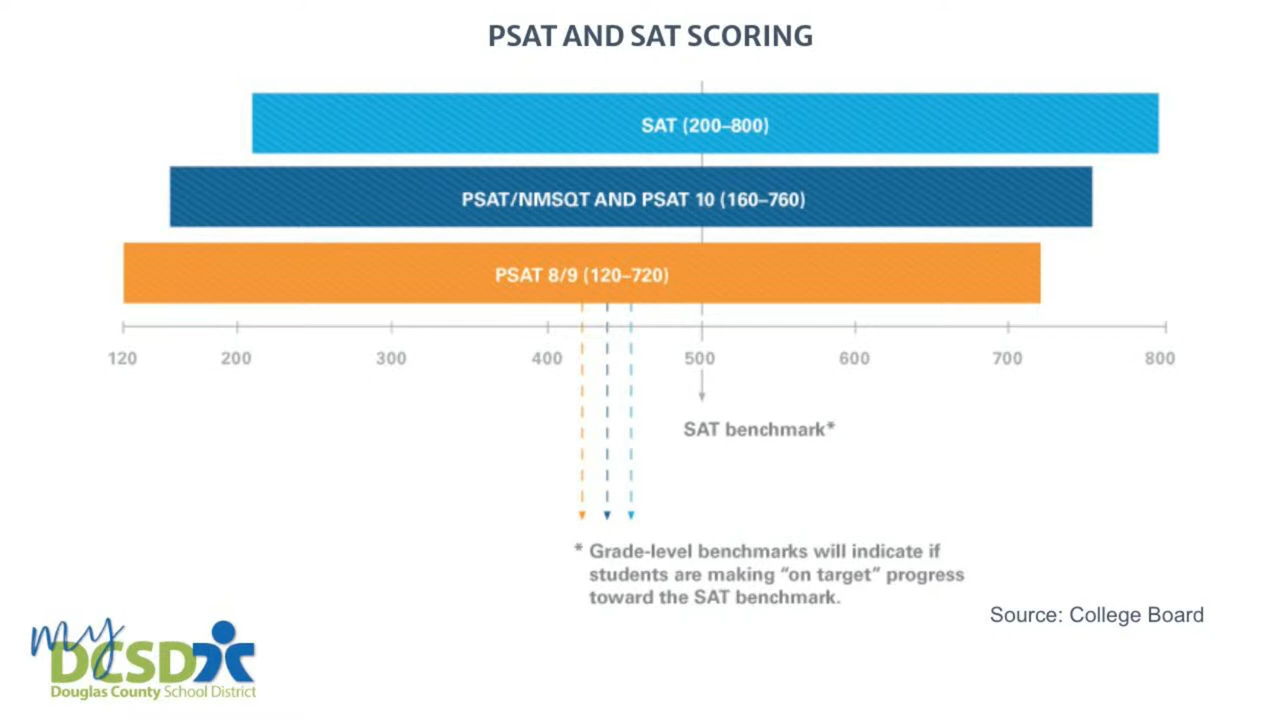 PSAT AND SAT SCORING
SAT (200–800)
PSAT/NMSQT AND PSAT 10 (160–760)
PSAT 8/9 (120–720)
120 200 300 400 500 600 700 800
SAT benchmark*
* Grade-level benchmarks will indicate if
students are making “on target” progress
toward the SAT benchmark.
Source: College Board
my
DCSD
Douglas County School District